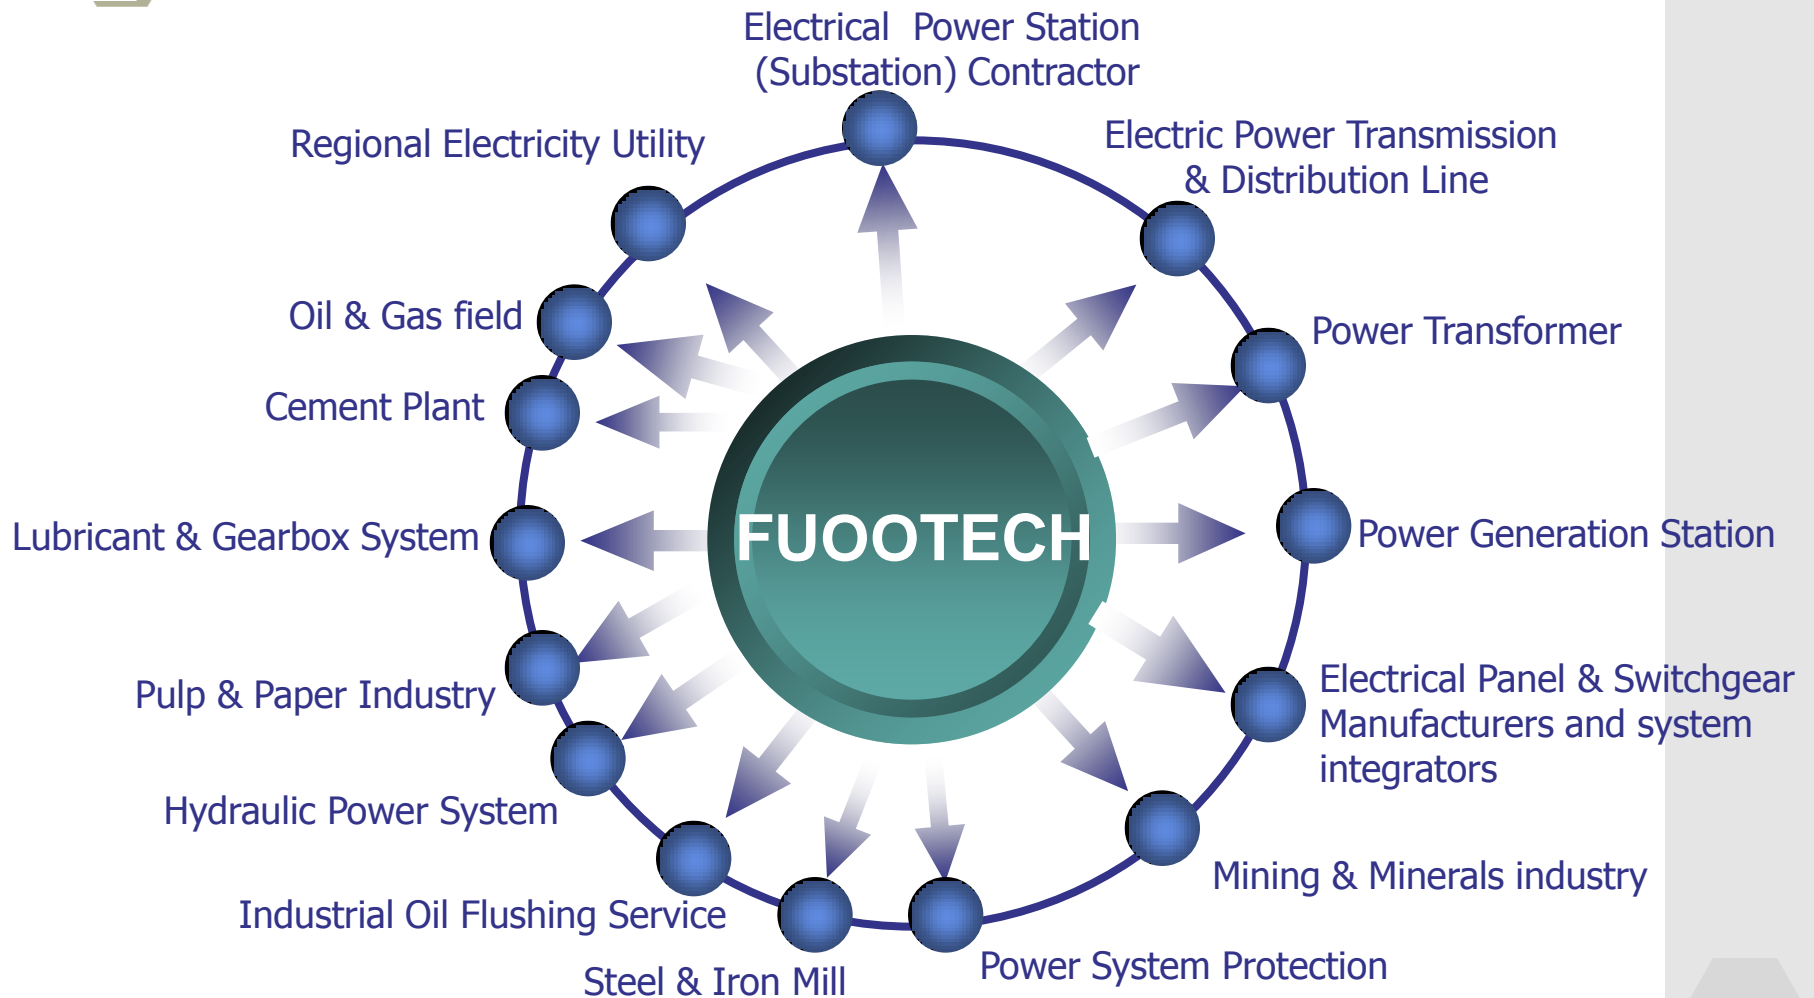 Electrical  Power Station
(Substation) Contractor
Regional Electricity Utility
Electric Power Transmission
& Distribution Line
Oil & Gas field
Power Transformer
Cement Plant
Lubricant & Gearbox System
FUOOTECH
Power Generation Station
Pulp & Paper Industry
Electrical Panel & Switchgear
Manufacturers and system
integrators
Hydraulic Power System
Mining & Minerals industry
Industrial Oil Flushing Service
Power System Protection
Steel & Iron Mill